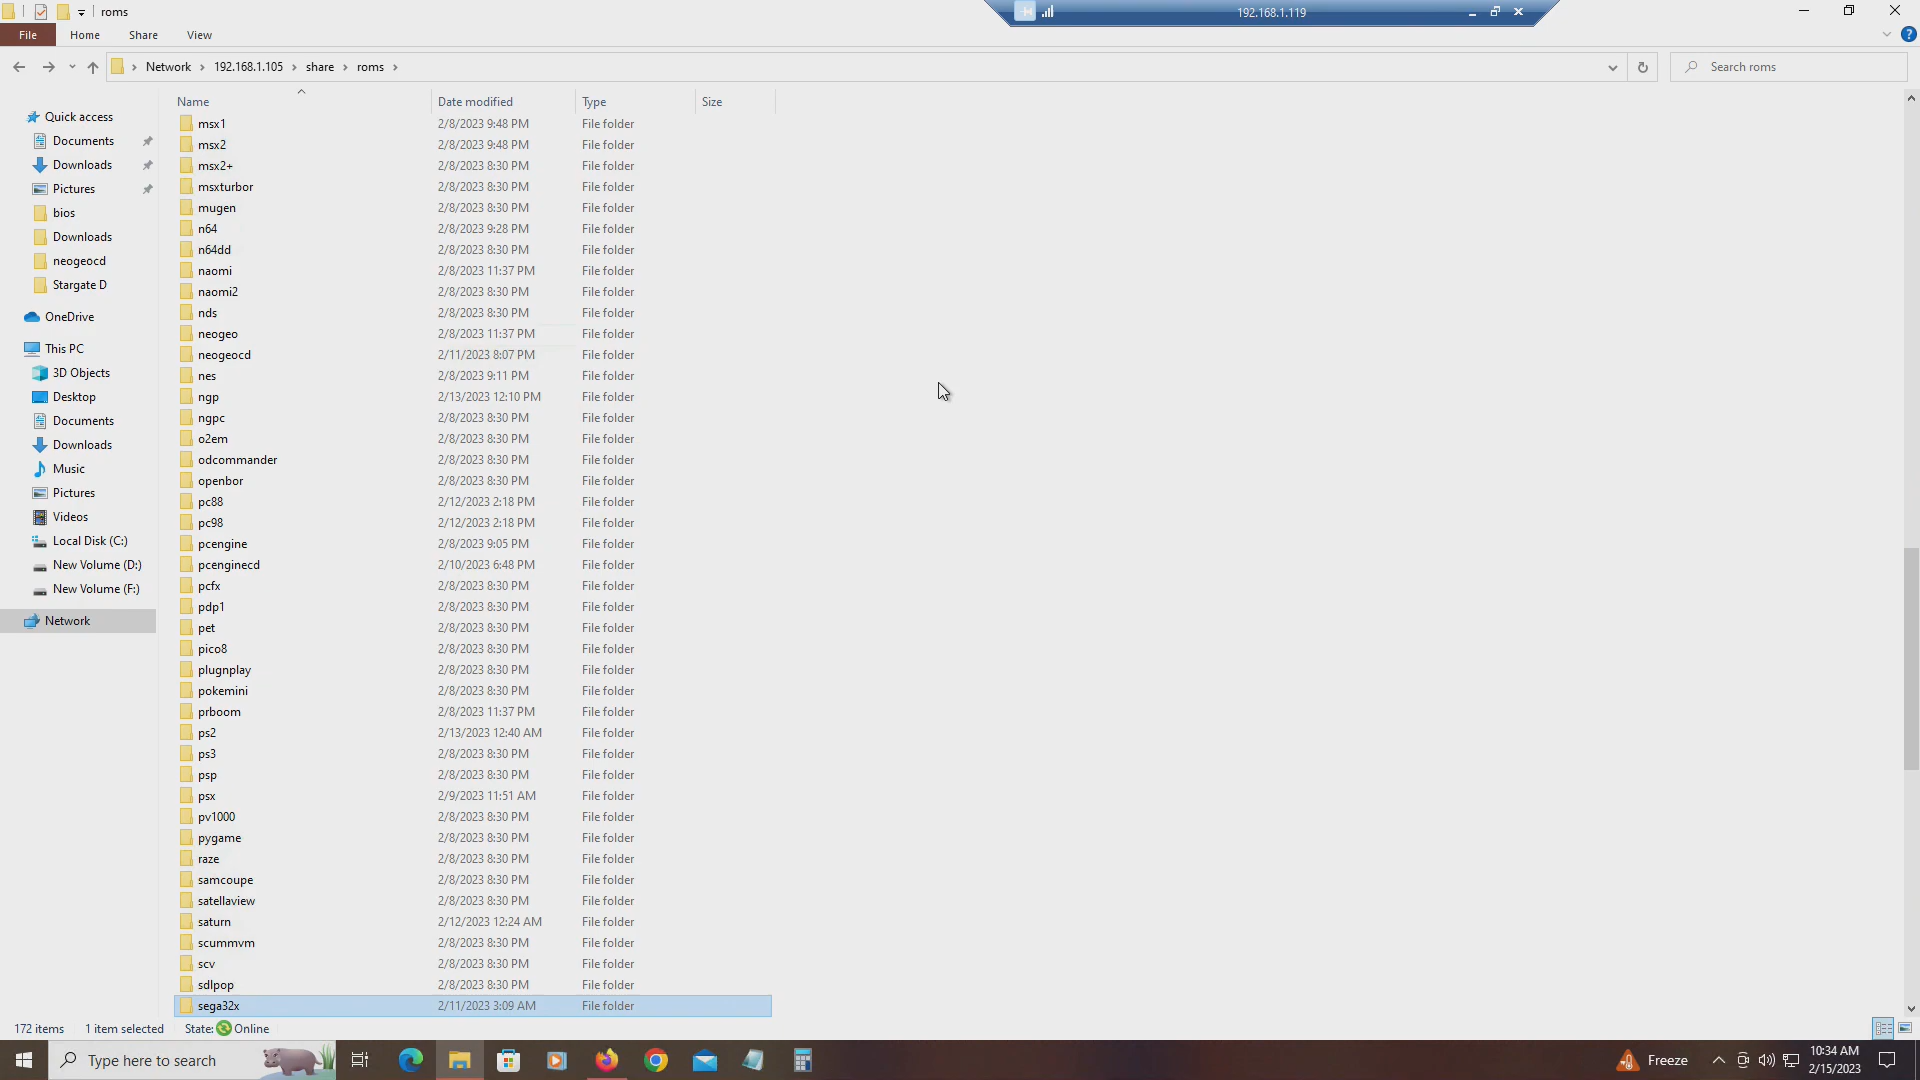 roms
192.168.1.119
File Home Share View
Network 192.168.1.105 share roms
Search roms
Name Date modified Type Size
Quick access
Documents
Downloads
Pictures
bios
Downloads
neogeocd
Stargate D
OneDrive
This PC
3D Objects
Desktop
Documents
Downloads
Music
Pictures
Videos
Local Disk (C:)
New Volume (D:)
New Volume (F:)
Network
msx1 2/8/2023 9:48 PM File folder
msx2 2/8/2023 9:48 PM File folder
msx2+ 2/8/2023 8:30 PM File folder
msxturbor 2/8/2023 8:30 PM File folder
mugen 2/8/2023 8:30 PM File folder
n64 2/8/2023 9:28 PM File folder
n64dd 2/8/2023 8:30 PM File folder
naomi 2/8/2023 11:37 PM File folder
naomi2 2/8/2023 8:30 PM File folder
nds 2/8/2023 8:30 PM File folder
neogeo 2/8/2023 11:37 PM File folder
neogeocd 2/11/2023 8:07 PM File folder
nes 2/8/2023 9:11 PM File folder
ngp 2/13/2023 12:10 PM File folder
ngpc 2/8/2023 8:30 PM File folder
o2em 2/8/2023 8:30 PM File folder
odcommander 2/8/2023 8:30 PM File folder
openbor 2/8/2023 8:30 PM File folder
pc88 2/12/2023 2:18 PM File folder
pc98 2/12/2023 2:18 PM File folder
pcengine 2/8/2023 9:05 PM File folder
pcenginecd 2/10/2023 6:48 PM File folder
pcfx 2/8/2023 8:30 PM File folder
pdp1 2/8/2023 8:30 PM File folder
pet 2/8/2023 8:30 PM File folder
pico8 2/8/2023 8:30 PM File folder
plugnplay 2/8/2023 8:30 PM File folder
pokemini 2/8/2023 8:30 PM File folder
prboom 2/8/2023 11:37 PM File folder
ps2 2/13/2023 12:40 AM File folder
ps3 2/8/2023 8:30 PM File folder
psp 2/8/2023 8:30 PM File folder
psx 2/9/2023 11:51 AM File folder
pv1000 2/8/2023 8:30 PM File folder
pygame 2/8/2023 8:30 PM File folder
raze 2/8/2023 8:30 PM File folder
samcoupe 2/8/2023 8:30 PM File folder
satellaview 2/8/2023 8:30 PM File folder
saturn 2/12/2023 12:24 AM File folder
scummvm 2/8/2023 8:30 PM File folder
scv 2/8/2023 8:30 PM File folder
sdlpop 2/8/2023 8:30 PM File folder
sega32x 2/11/2023 3:09 AM File folder
172 items 1 item selected State: Online
Type here to search
Freeze
10:34 AM
2/15/2023